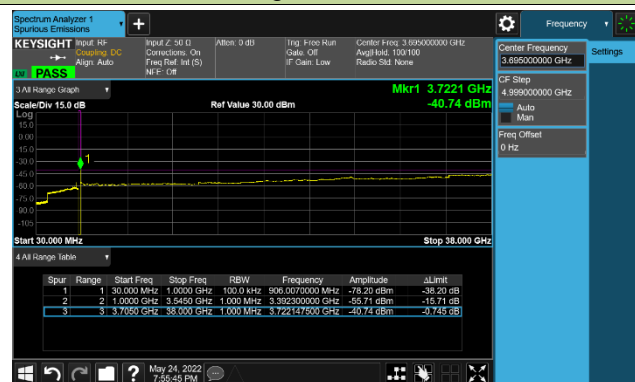 Spectrum Analyzer 1
Spurious Emissions
Frequency
KEYSIGHT
Input: RF
Coupling: DC
Align: Auto
Input Z: 50 Ω
Corrections: On
Freq Ref: Int (S)
NFE: Off
Atten: 0 dB
Trig: Free Run
Gate: Off
IF Gain: Low
Center Freq: 3.695000000 GHz
Avg|Hold: 100/100
Radio Std: None
PASS
Center Frequency
3.695000000 GHz
Settings
CF Step
4.999000000 GHz
Auto
Man
Freq Offset
0 Hz
3 All Range Graph
Mkr1 3.7221 GHz
Scale/Div 15.0 dB
Ref Value 30.00 dBm
-40.74 dBm
Log
15.0
0.00
-15.0
-30.0
-45.0
-60.0
-75.0
-90.0
-105
1
Start 30.000 MHz
Stop 38.000 GHz
4 All Range Table
Spur Range Start Freq Stop Freq RBW Frequency Amplitude ΔLimit
1 1 30.000 MHz 1.0000 GHz 100.0 kHz 906.0070000 MHz -78.20 dBm -38.20 dB
2 2 1.0000 GHz 3.5450 GHz 1.000 MHz 3.392300000 GHz -55.71 dBm -15.71 dB
3 3 3.7050 GHz 38.000 GHz 1.000 MHz 3.722147500 GHz -40.74 dBm -0.745 dB
?
May 24, 2022
7:55:45 PM